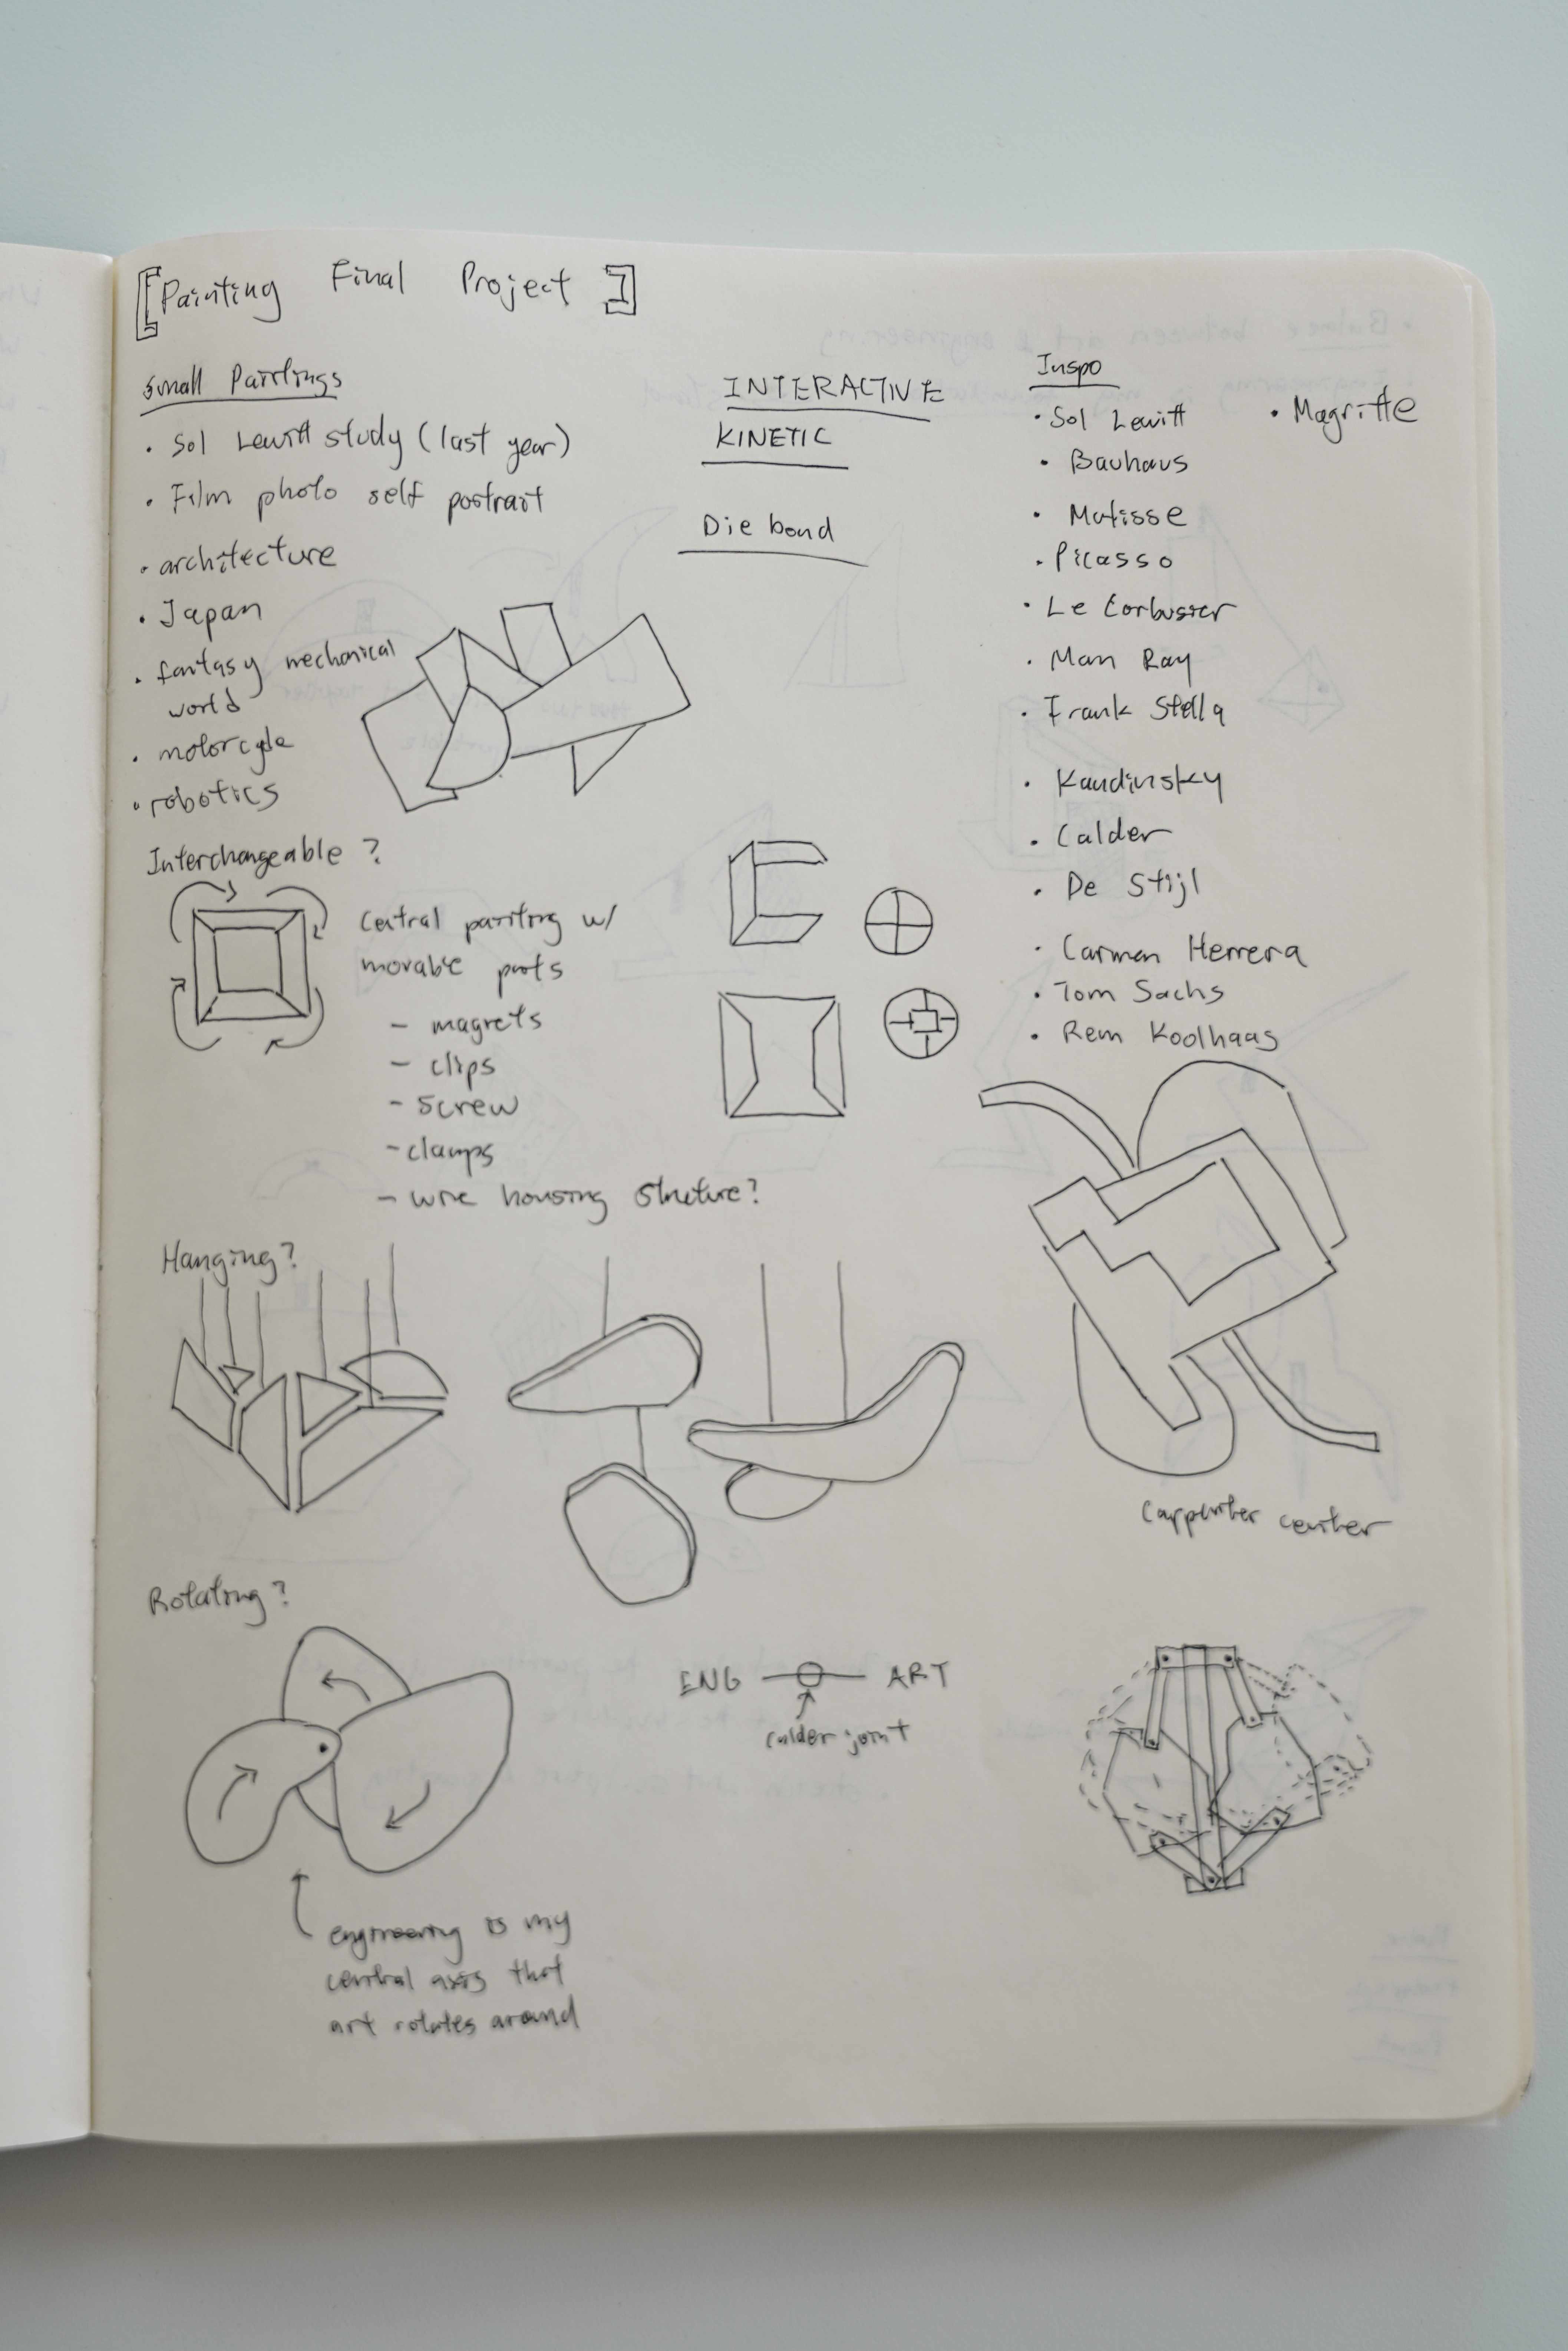 [Painting Final Project]
Small Paintings
• Sol Lewitt study (last year)
• Film photo self portrait
• architecture
• Japan
• fantasy mechanical
world
• motorcycle
• robotics
INTERACTIVE
KINETIC
Die bond
Inspo
• Sol Lewitt
• Bauhaus
• Matisse
• Picasso
• Le Corbusier
• Man Ray
• Frank Stella
• Kandinsky
• Calder
• De Stijl
• Carmen Herrera
• Tom Sachs
• Rem Koolhaas
• Magritte
Interchangeable?
Central painting w/
movable parts
- magnets
- clips
- screw
- clamps
- wire housing structure?
Hanging?
Carpenter center
Rotating?
engineering is my
central axis that
art rotates around
ENG ART
calder joint